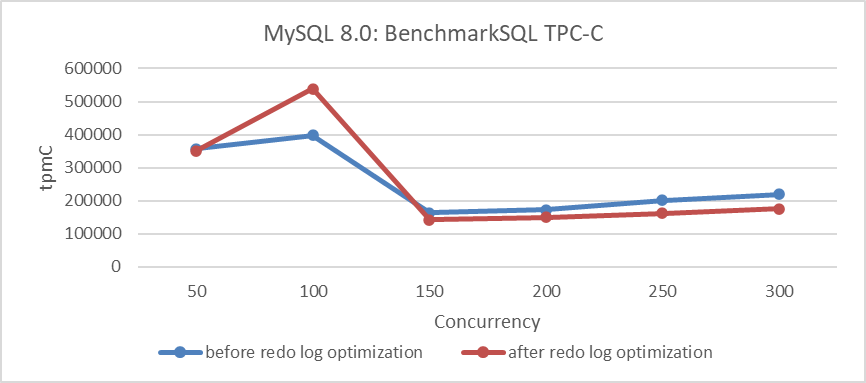 MySQL 8.0: BenchmarkSQL TPC-C
600000
500000
400000
300000
200000
100000
0
tpmC
50 100 150 200 250 300
Concurrency
before redo log optimization after redo log optimization